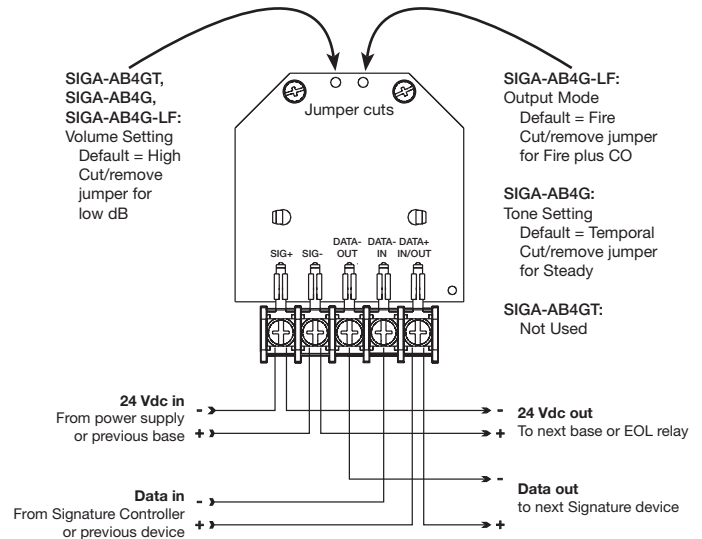 SIGA-AB4GT,
SIGA-AB4G,
SIGA-AB4G-LF:
Volume Setting
Default = High
Cut/remove
jumper for
low dB
Jumper cuts
SIGA-AB4G-LF:
Output Mode
Default = Fire
Cut/remove jumper
for Fire plus CO
SIGA-AB4G:
Tone Setting
Default = Temporal
Cut/remove jumper
for Steady
SIGA-AB4GT:
Not Used
SIG+
SIG-
DATA-
OUT
DATA-
IN
DATA+
IN/OUT
24 Vdc in
From power supply
or previous base
-
+
24 Vdc out
To next base or EOL relay
-
+
Data in
From Signature Controller
or previous device
-
+
Data out
to next Signature device
-
+